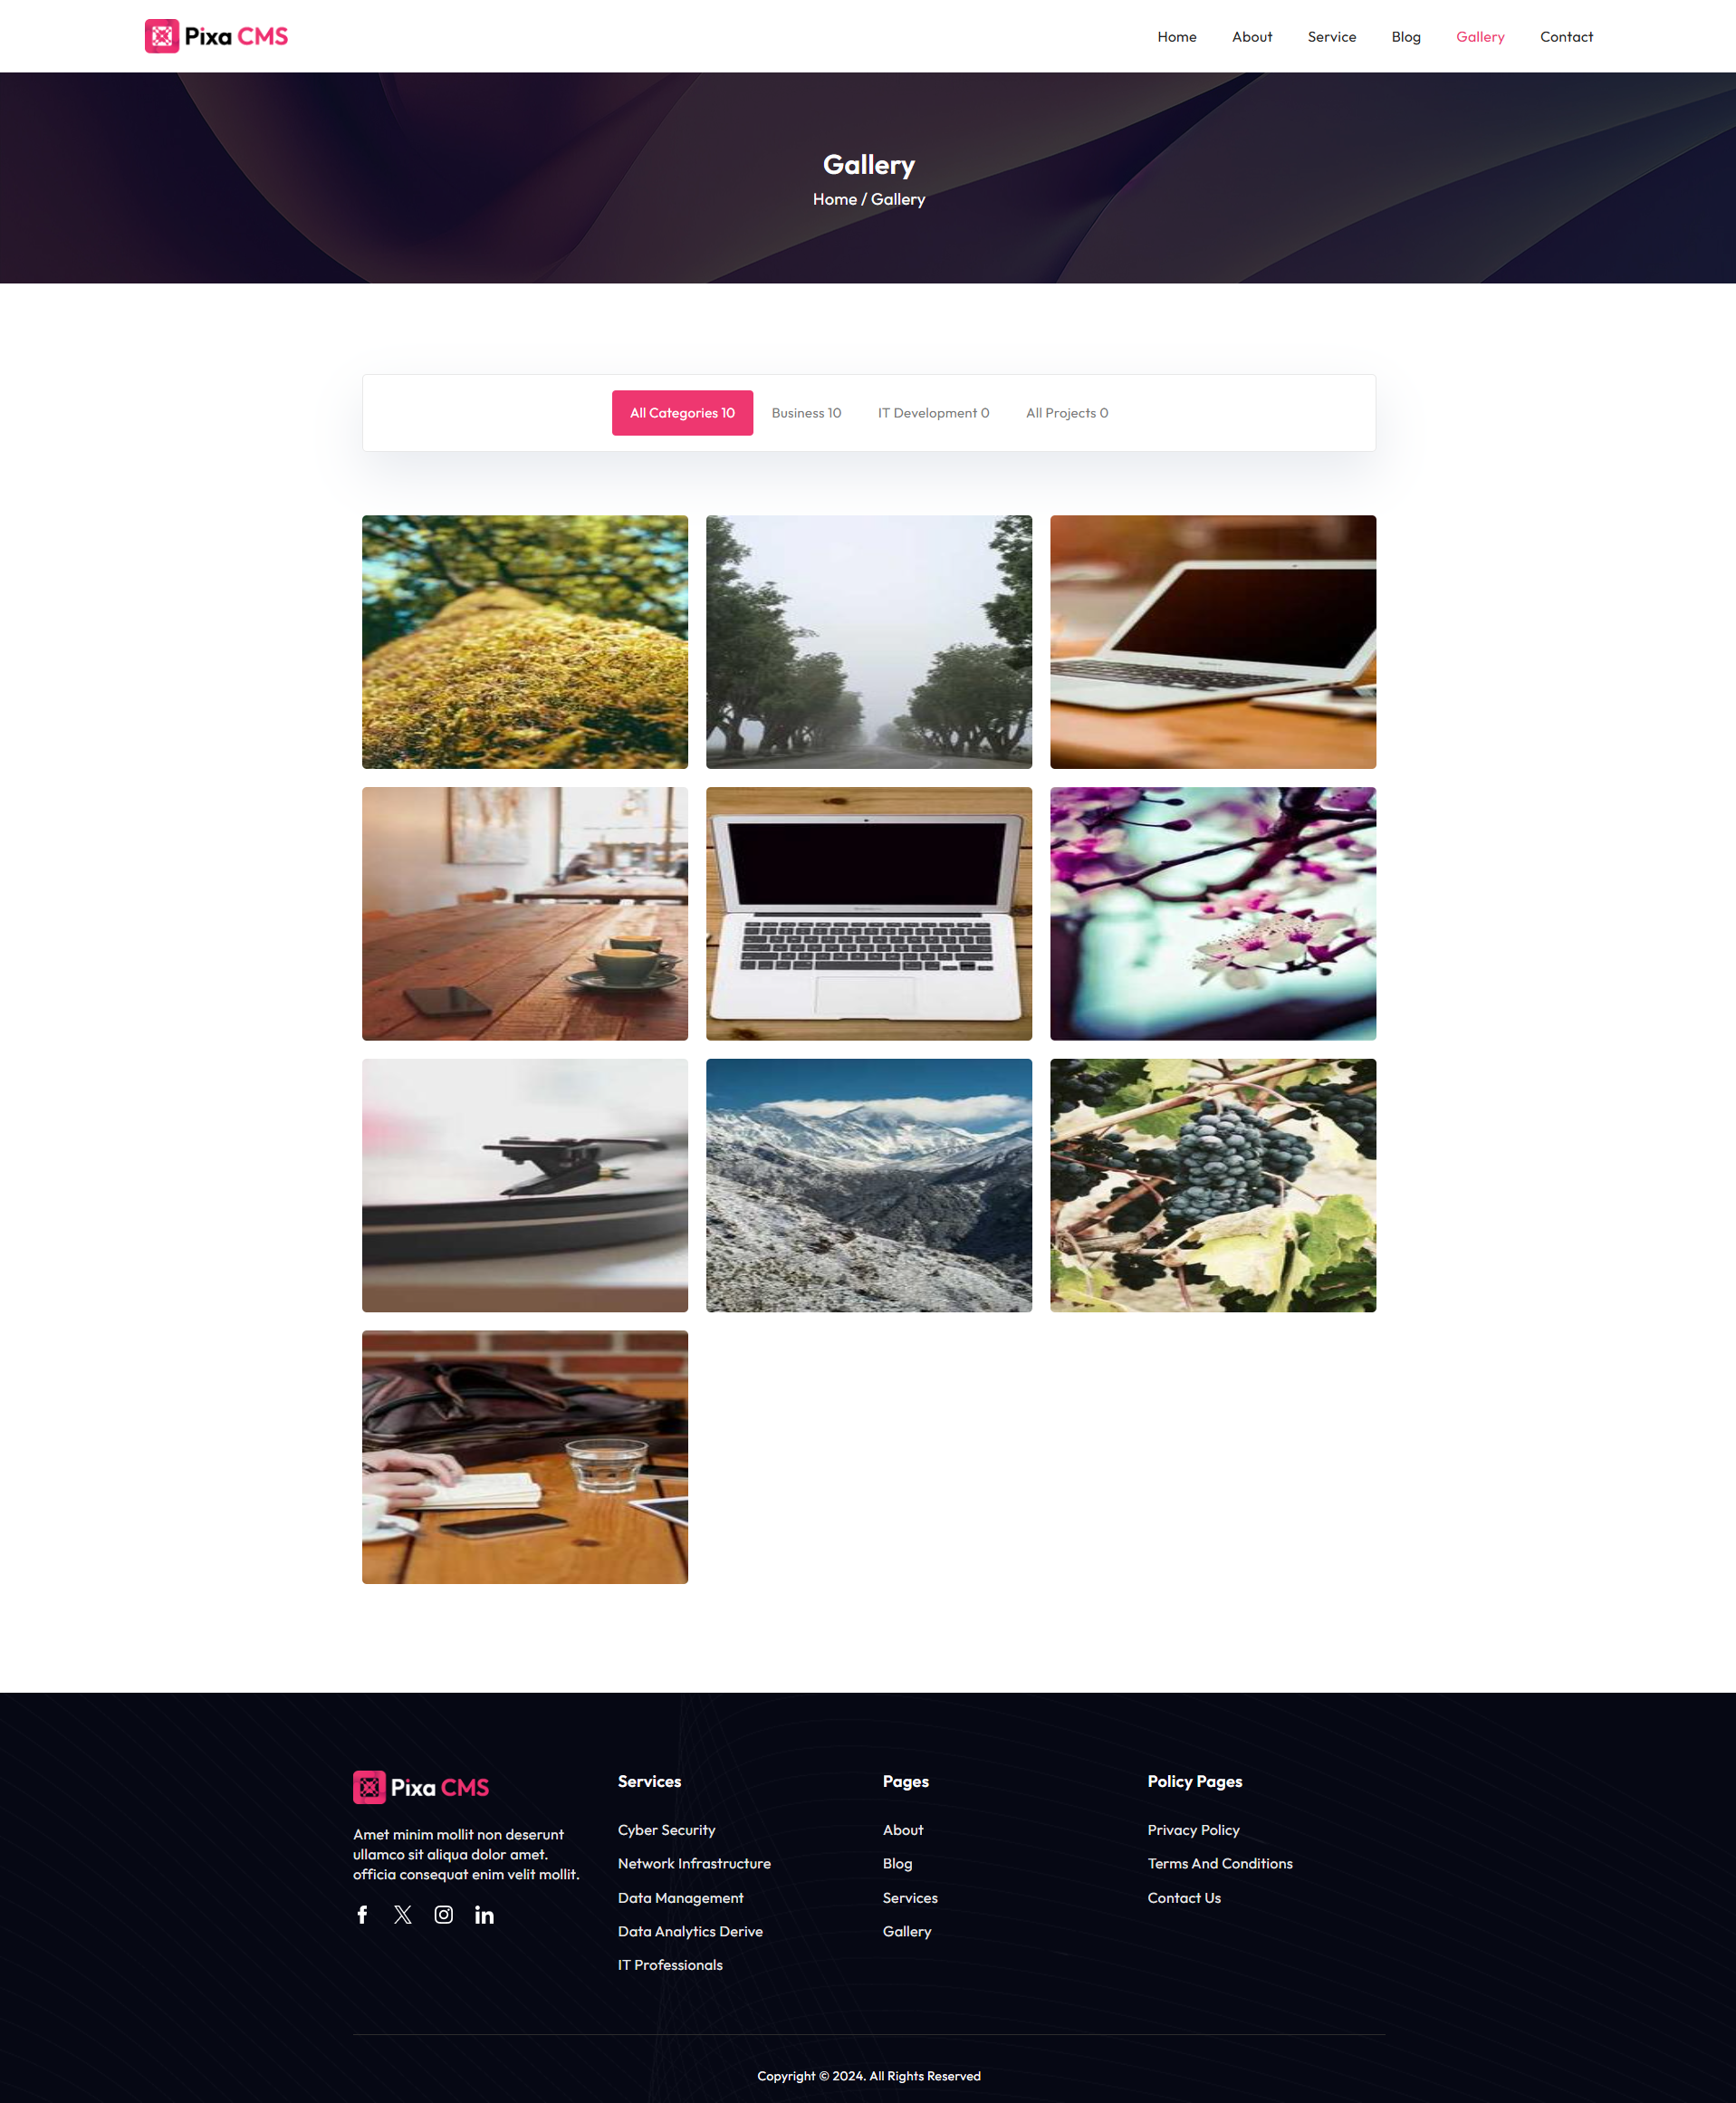 Pixa CMS
Home About Service Blog Gallery Contact
Gallery
Home / Gallery
All Categories 10 Business 10 IT Development 0 All Projects 0
Pixa CMS
Amet minim mollit non deserunt
ullamco sit aliqua dolor amet.
officia consequat enim velit mollit.
Services
Cyber Security
Network Infrastructure
Data Management
Data Analytics Derive
IT Professionals
Pages
About
Blog
Services
Gallery
Policy Pages
Privacy Policy
Terms And Conditions
Contact Us
Copyright © 2024. All Rights Reserved